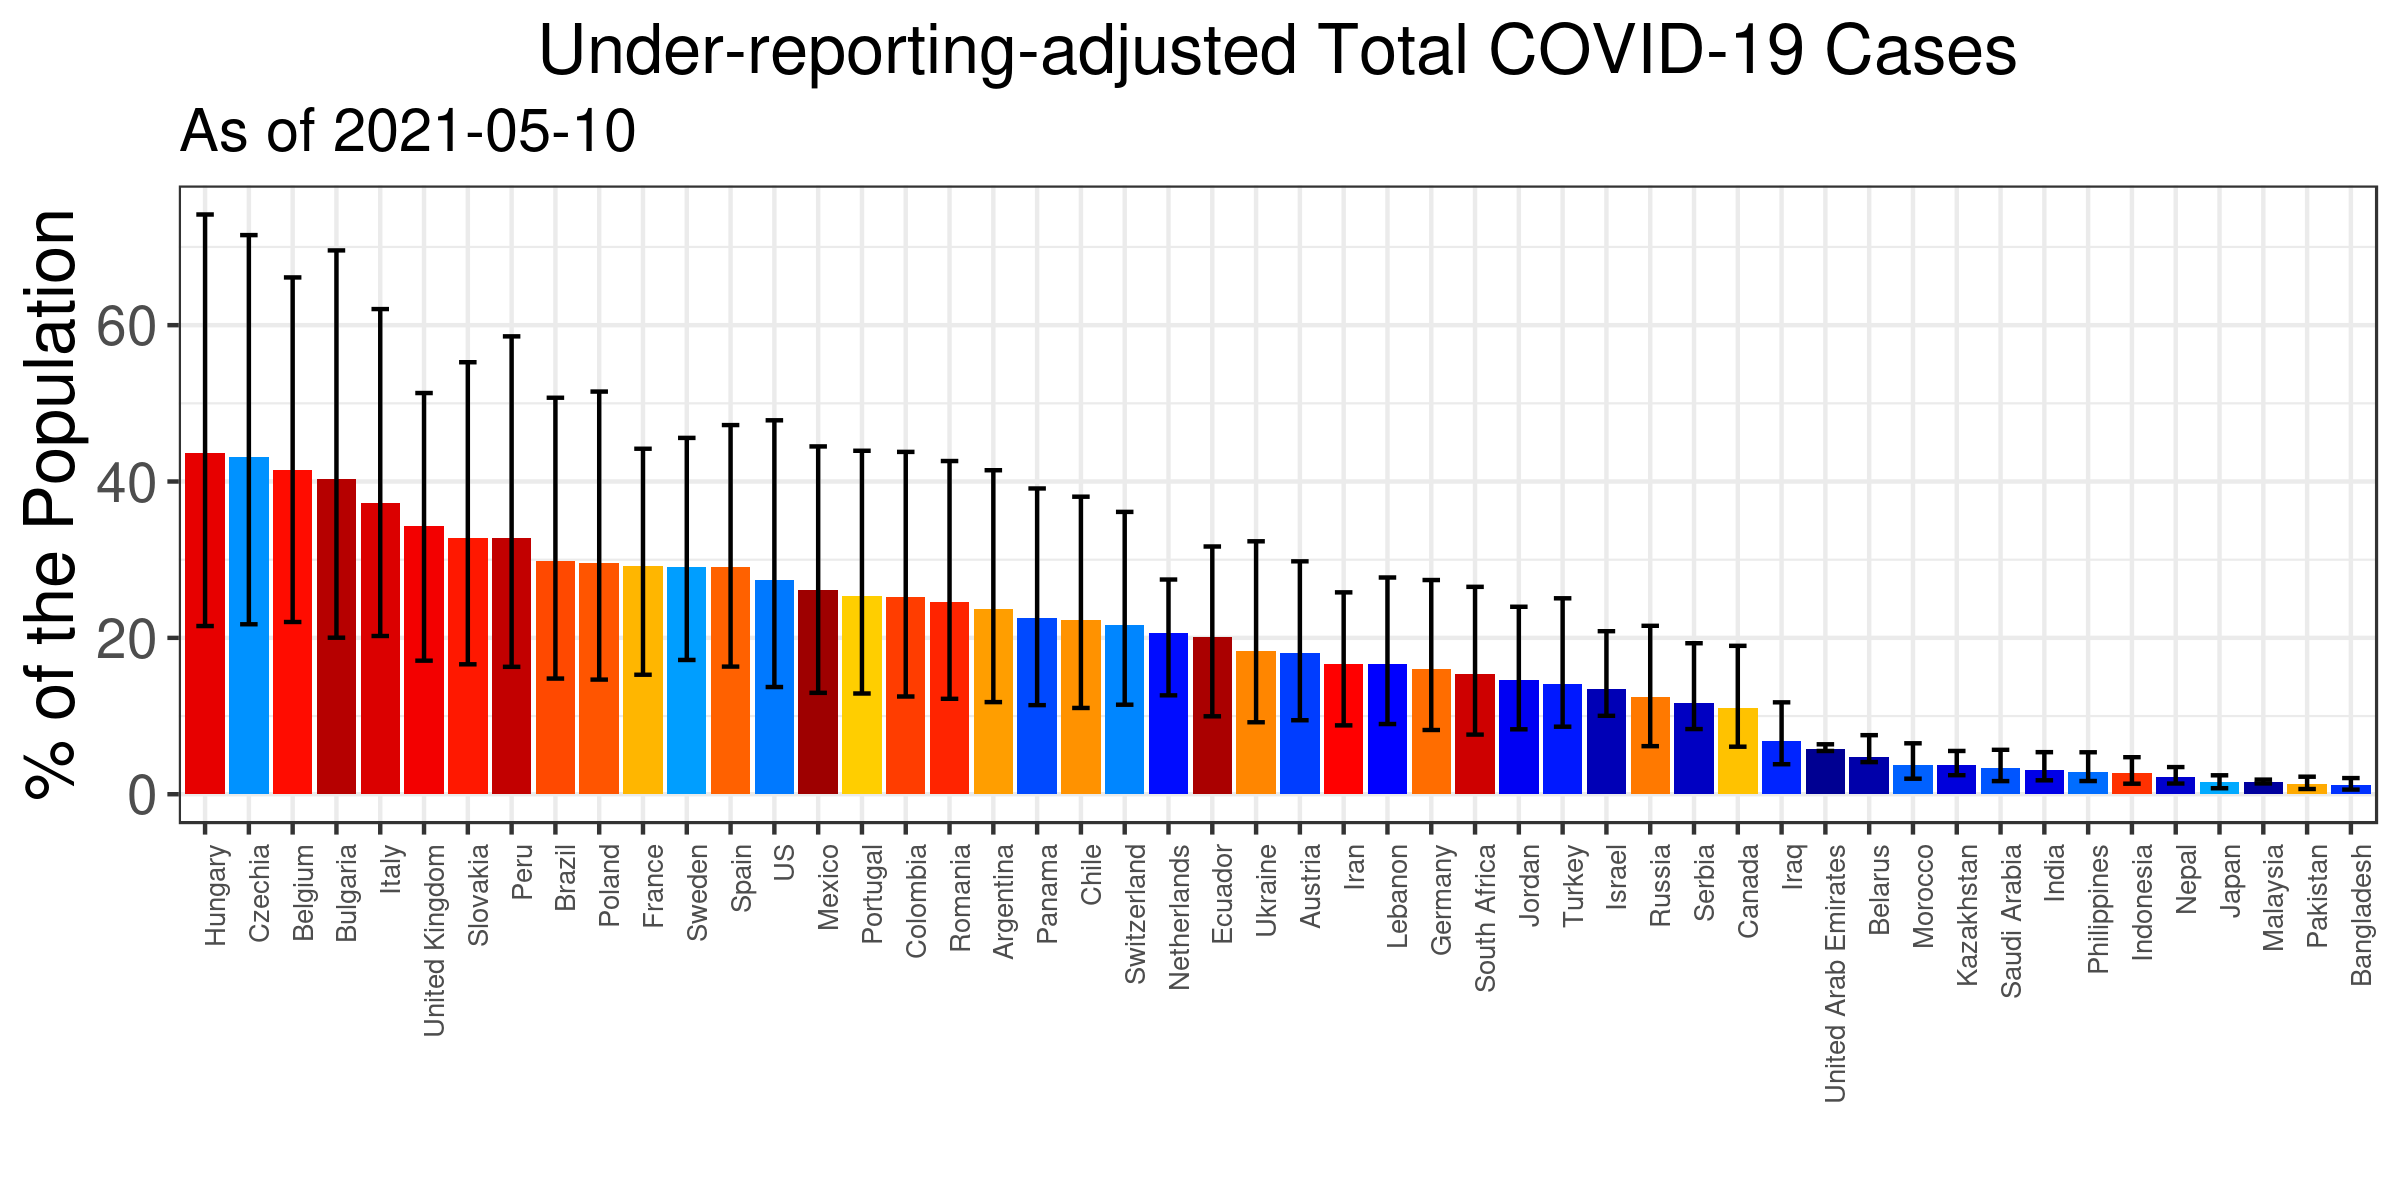 Under-reporting-adjusted Total COVID-19 Cases
As of 2021-05-10
% of the Population
60
40
20
0
Hungary
Czechia
Belgium
Bulgaria
Italy
United Kingdom
Slovakia
Peru
Brazil
Poland
France
Sweden
Spain
US
Mexico
Portugal
Colombia
Romania
Argentina
Panama
Chile
Switzerland
Netherlands
Ecuador
Ukraine
Austria
Iran
Lebanon
Germany
South Africa
Jordan
Turkey
Israel
Russia
Serbia
Canada
Iraq
United Arab Emirates
Belarus
Morocco
Kazakhstan
Saudi Arabia
India
Philippines
Indonesia
Nepal
Japan
Malaysia
Pakistan
Bangladesh